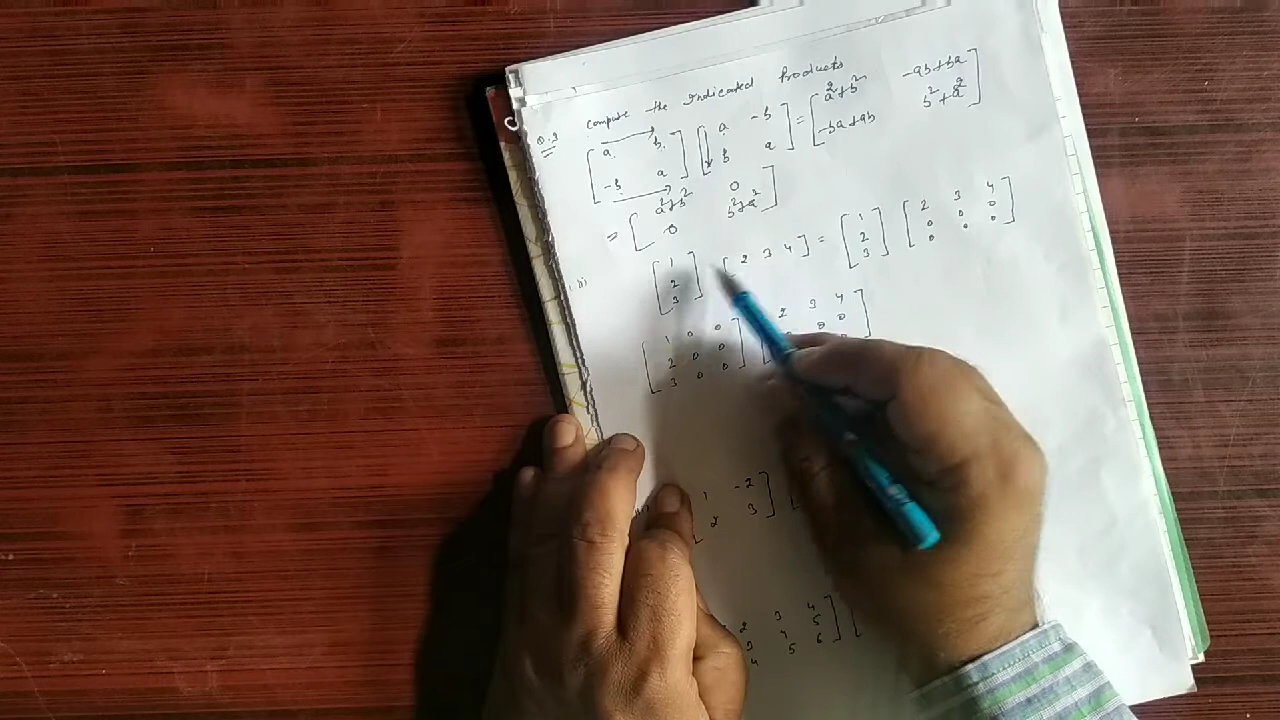 Q.3 Compute the Indicated Products
[a b] [a -b] = [a²+b² -ab+ba]
[-b a] [b a] [-ba+ab b²+a²]
⇒ [a²+b² 0]
[0 b²+a²]
(ii) [1] [2 3 4] = [1] [2 3 4]
[2] [2] [0 0 0]
[3] [3] [0 0 0]
[1 0 0] [2 3 4]
[2 0 0] 0 0
[3 0 0] 0
1 -2]
2 3]
2 3 4]
3 4 5
4 5 6